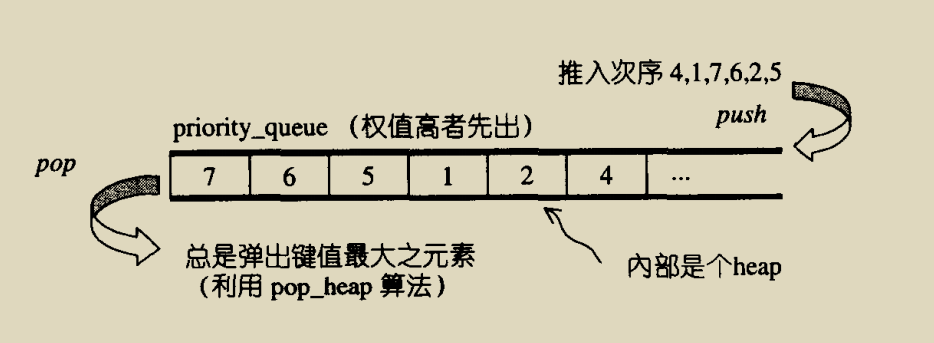 推入次序 4,1,7,6,2,5
push
priority_queue （权值高者先出）
pop
7 6 5 1 2 4 ...
总是弹出键值最大之元素
（利用 pop_heap 算法）
內部是个heap